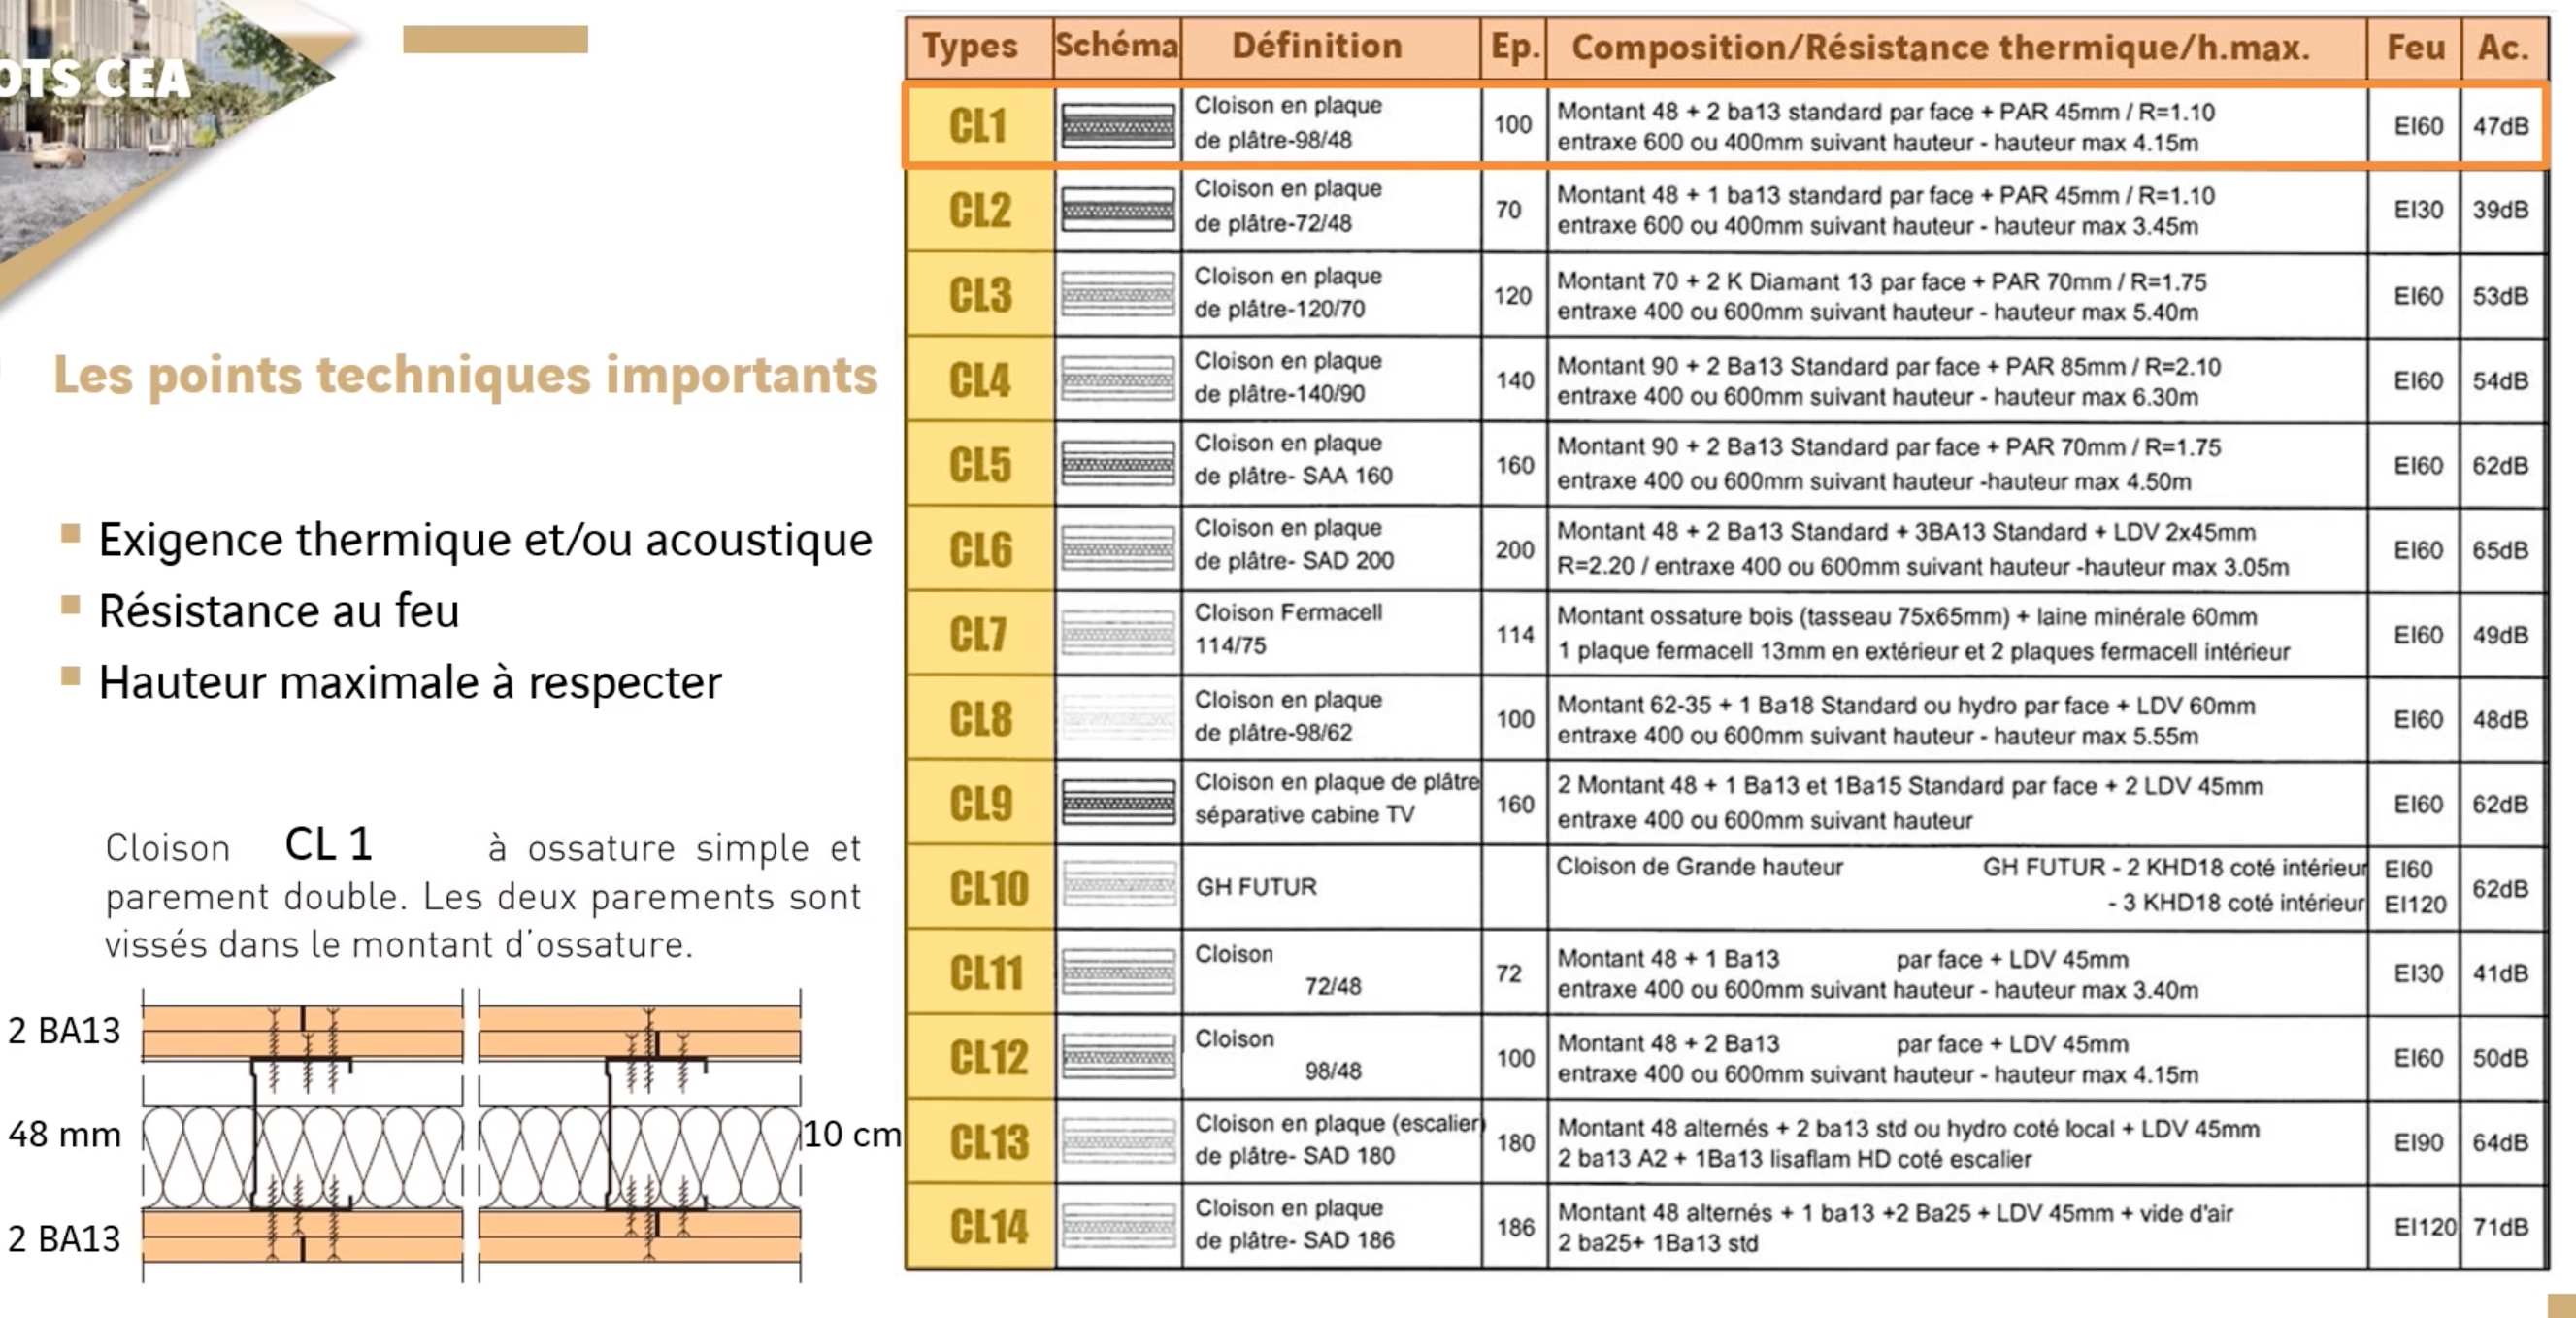 OTS CEA
Les points techniques importants
Exigence thermique et/ou acoustique
Résistance au feu
Hauteur maximale à respecter
Cloison CL 1 à ossature simple et
parement double. Les deux parements sont
vissés dans le montant d'ossature.
2 BA13
48 mm
10 cm
2 BA13
Types Schéma Définition Ep. Composition/Résistance thermique/h.max. Feu Ac.
CL1 Cloison en plaque
de plâtre-98/48 100 Montant 48 + 2 ba13 standard par face + PAR 45mm / R=1.10
entraxe 600 ou 400mm suivant hauteur - hauteur max 4.15m EI60 47dB
CL2 Cloison en plaque
de plâtre-72/48 70 Montant 48 + 1 ba13 standard par face + PAR 45mm / R=1.10
entraxe 600 ou 400mm suivant hauteur - hauteur max 3.45m EI30 39dB
CL3 Cloison en plaque
de plâtre-120/70 120 Montant 70 + 2 K Diamant 13 par face + PAR 70mm / R=1.75
entraxe 400 ou 600mm suivant hauteur - hauteur max 5.40m EI60 53dB
CL4 Cloison en plaque
de plâtre-140/90 140 Montant 90 + 2 Ba13 Standard par face + PAR 85mm / R=2.10
entraxe 400 ou 600mm suivant hauteur - hauteur max 6.30m EI60 54dB
CL5 Cloison en plaque
de plâtre- SAA 160 160 Montant 90 + 2 Ba13 Standard par face + PAR 70mm / R=1.75
entraxe 400 ou 600mm suivant hauteur -hauteur max 4.50m EI60 62dB
CL6 Cloison en plaque
de plâtre- SAD 200 200 Montant 48 + 2 Ba13 Standard + 3BA13 Standard + LDV 2x45mm
R=2.20 / entraxe 400 ou 600mm suivant hauteur -hauteur max 3.05m EI60 65dB
CL7 Cloison Fermacell
114/75 114 Montant ossature bois (tasseau 75x65mm) + laine minérale 60mm
1 plaque fermacell 13mm en extérieur et 2 plaques fermacell intérieur EI60 49dB
CL8 Cloison en plaque
de plâtre-98/62 100 Montant 62-35 + 1 Ba18 Standard ou hydro par face + LDV 60mm
entraxe 400 ou 600mm suivant hauteur - hauteur max 5.55m EI60 48dB
CL9 Cloison en plaque de plâtre
séparative cabine TV 160 2 Montant 48 + 1 Ba13 et 1Ba15 Standard par face + 2 LDV 45mm
entraxe 400 ou 600mm suivant hauteur EI60 62dB
CL10 GH FUTUR Cloison de Grande hauteur GH FUTUR - 2 KHD18 coté intérieur EI60
- 3 KHD18 coté intérieur EI120 62dB
CL11 Cloison
72/48 72 Montant 48 + 1 Ba13 par face + LDV 45mm
entraxe 400 ou 600mm suivant hauteur - hauteur max 3.40m EI30 41dB
CL12 Cloison
98/48 100 Montant 48 + 2 Ba13 par face + LDV 45mm
entraxe 400 ou 600mm suivant hauteur - hauteur max 4.15m EI60 50dB
CL13 Cloison en plaque (escalier)
de plâtre- SAD 180 180 Montant 48 alternés + 2 ba13 std ou hydro coté local + LDV 45mm
2 ba13 A2 + 1Ba13 lisaflam HD coté escalier EI90 64dB
CL14 Cloison en plaque
de plâtre- SAD 186 186 Montant 48 alternés + 1 ba13 +2 Ba25 + LDV 45mm + vide d'air
2 ba25+ 1Ba13 std EI120 71dB